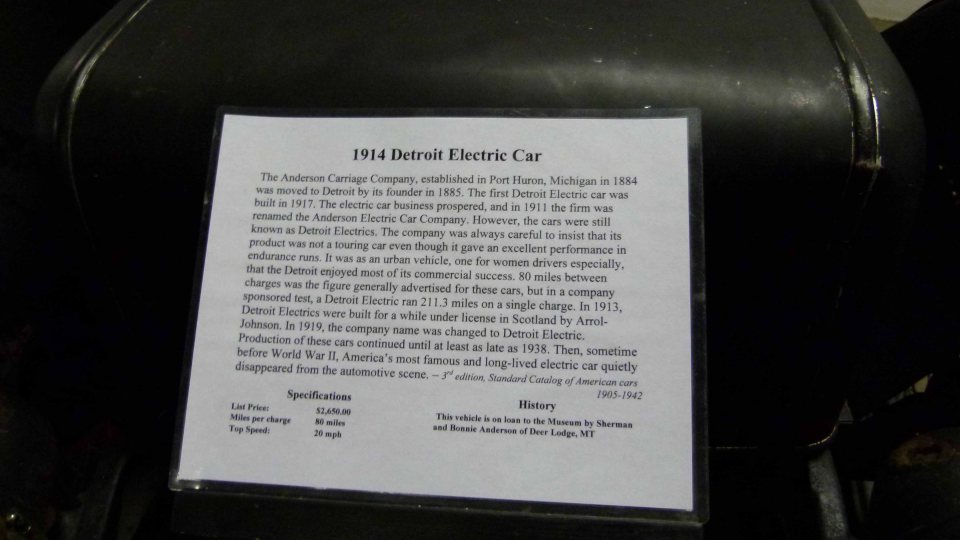 1914 Detroit Electric Car
The Anderson Carriage Company, established in Port Huron, Michigan in 1884
was moved to Detroit by its founder in 1885. The first Detroit Electric car was
built in 1917. The electric car business prospered, and in 1911 the firm was
renamed the Anderson Electric Car Company. However, the cars were still
known as Detroit Electrics. The company was always careful to insist that its
product was not a touring car even though it gave an excellent performance in
endurance runs. It was as an urban vehicle, one for women drivers especially,
that the Detroit enjoyed most of its commercial success. 80 miles between
charges was the figure generally advertised for these cars, but in a company
sponsored test, a Detroit Electric ran 211.3 miles on a single charge. In 1913,
Detroit Electrics were built for a while under license in Scotland by Arrol-
Johnson. In 1919, the company name was changed to Detroit Electric.
Production of these cars continued until at least as late as 1938. Then, sometime
before World War II, America's most famous and long-lived electric car quietly
disappeared from the automotive scene. – 3rd edition, Standard Catalog of American cars
1905-1942
Specifications
List Price: $2,650.00
Miles per charge 80 miles
Top Speed: 20 mph
History
This vehicle is on loan to the Museum by Sherman
and Bonnie Anderson of Deer Lodge, MT